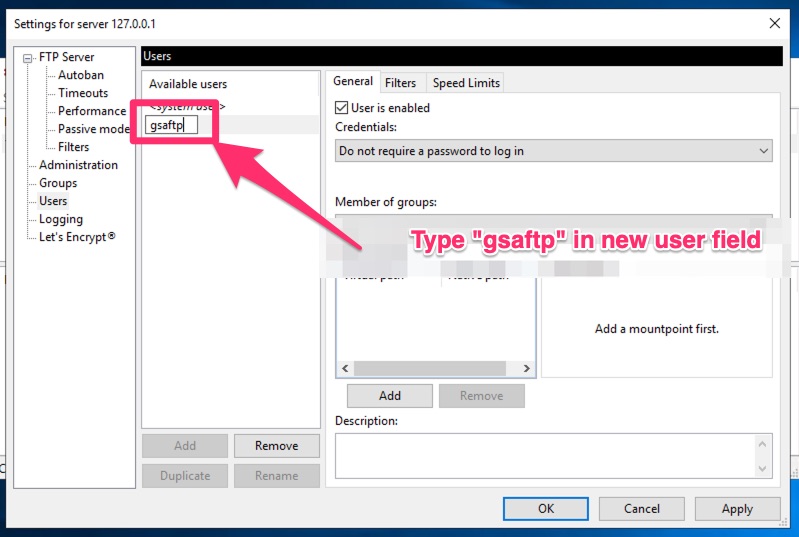 Settings for server 127.0.0.1
FTP Server
Autoban
Timeouts
Performance
Passive mode
Filters
Administration
Groups
Users
Logging
Let's Encrypt®
Users
Available users
<system user>
gsaftp
General
Filters
Speed Limits
User is enabled
Credentials:
Do not require a password to log in
Member of groups:
Type "gsaftp" in new user field
Virtual path
Native path
Add a mountpoint first.
Add
Remove
Description:
Add
Remove
Duplicate
Rename
OK
Cancel
Apply